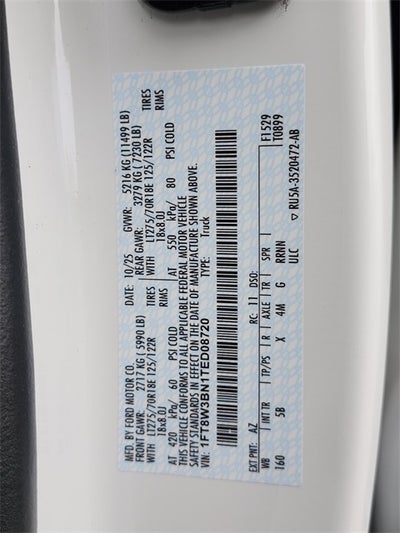 MFD. BY FORD MOTOR CO.
DATE: 10/25 GVWR: 5216 KG (11499 LB)
FRONT GAWR: 2717 KG (5990 LB) REAR GAWR: 3279 KG (7230 LB)
WITH LT275/70R18E 125/122R TIRES WITH LT275/70R18E 125/122R TIRES
18x8.0J RIMS 18x8.0J RIMS
AT 420 kPa/ 60 PSI COLD AT 550 kPa/ 80 PSI COLD
THIS VEHICLE CONFORMS TO ALL APPLICABLE FEDERAL MOTOR VEHICLE
SAFETY STANDARDS IN EFFECT ON THE DATE OF MANUFACTURE SHOWN ABOVE.
VIN: 1FT8W3BN1TED08720 TYPE: Truck
F1529
T0899
EXT PNT: AZ RC: 11 DSO:
WB INT TR TP/PS R AXLE TR SPR
160 5B X 4M G RRNN
ULC
RU5A-3520472-AB